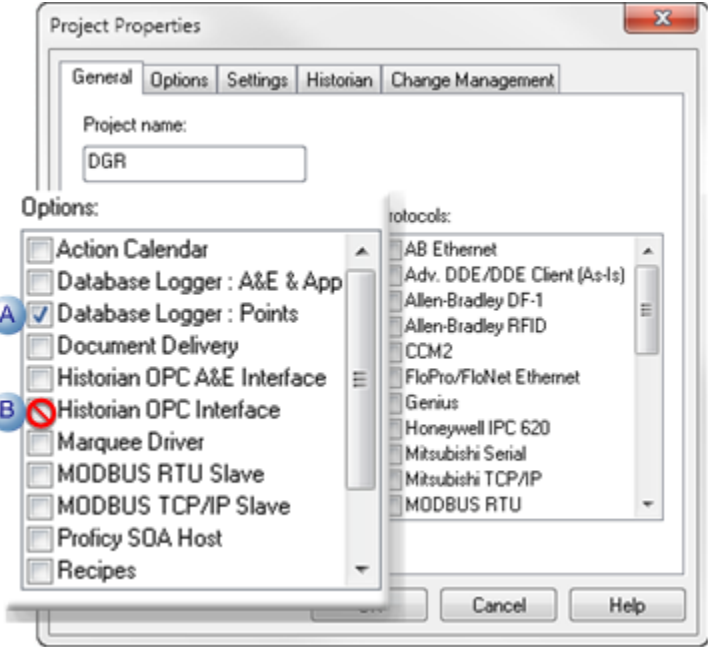 Project Properties
General
Options
Settings
Historian
Change Management
Project name:
DGR
Options:
Action Calendar
Database Logger : A&E & App
A
Database Logger : Points
Document Delivery
Historian OPC A&E Interface
B
Historian OPC Interface
Marquee Driver
MODBUS RTU Slave
MODBUS TCP/IP Slave
Proficy SOA Host
Recipes
rotocols:
AB Ethernet
Adv. DDE/DDE Client (As-Is)
Allen-Bradley DF-1
Allen-Bradley RFID
CCM2
FloPro/FloNet Ethernet
Genius
Honeywell IPC 620
Mitsubishi Serial
Mitsubishi TCP/IP
MODBUS RTU
Cancel
Help